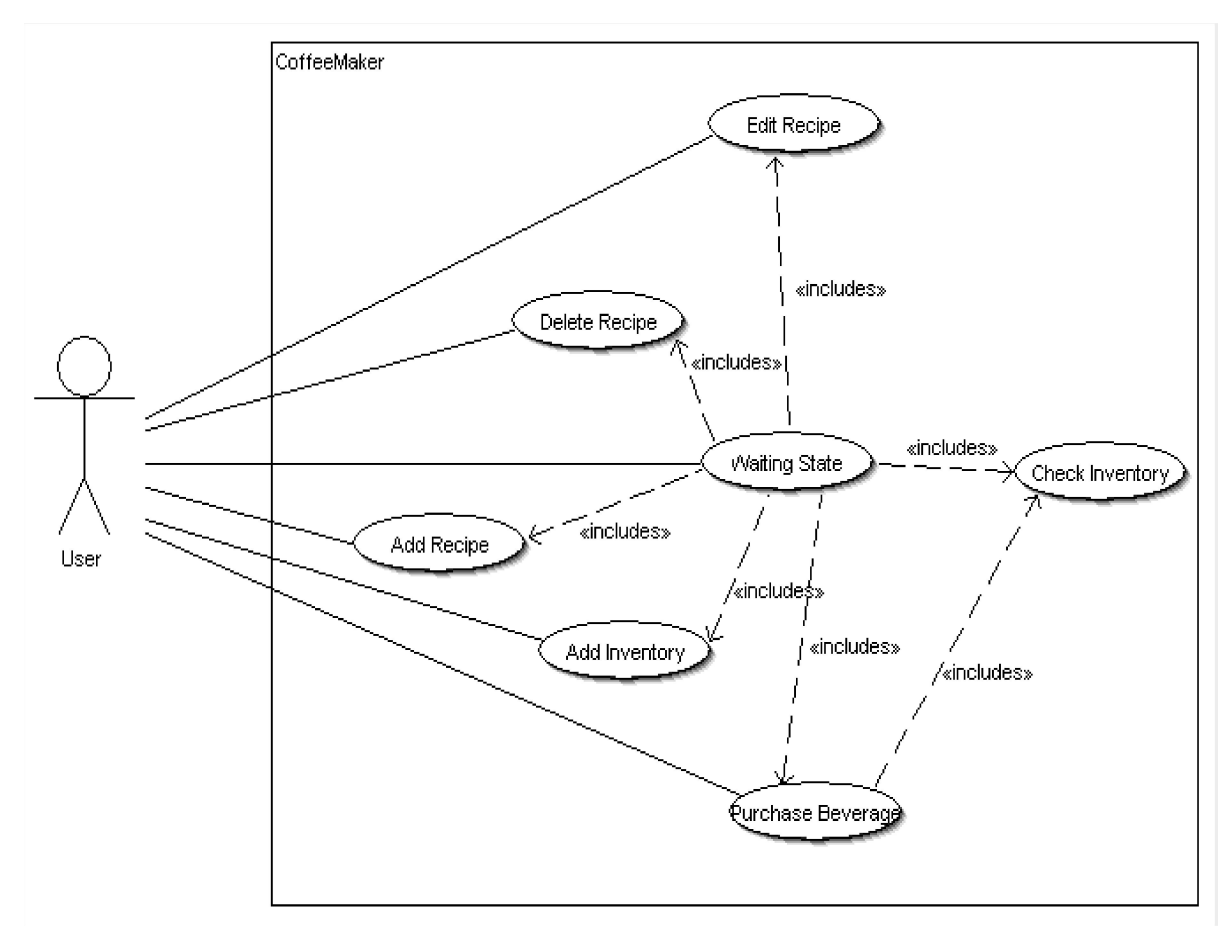 CoffeeMaker
Edit Recipe
«includes»
Delete Recipe
«includes»
Waiting State
«includes»
Check Inventory
«includes»
Add Recipe
User
«includes»
Add Inventory
«includes»
«includes»
Purchase Beverage